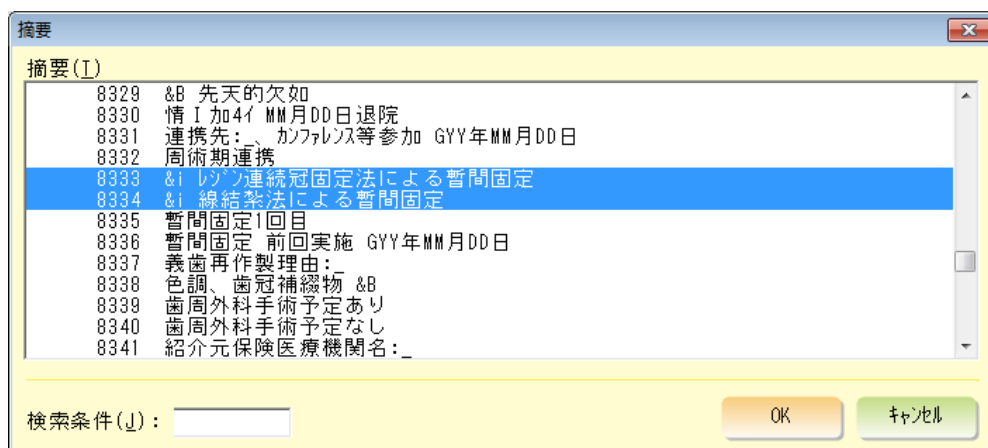 摘要
摘要(T)
8329 &B 先天的欠如
8330 情Ⅰ加4ｲ MM月DD日退院
8331 連携先:_、ｶﾝﾌｧﾚﾝｽ等参加 GYY年MM月DD日
8332 周術期連携
8333 &i ﾚｼﾞﾝ連続冠固定法による暫間固定
8334 &i 線結紮法による暫間固定
8335 暫間固定1回目
8336 暫間固定 前回実施 GYY年MM月DD日
8337 義歯再作製理由:_
8338 色調、歯冠補綴物 &B
8339 歯周外科手術予定あり
8340 歯周外科手術予定なし
8341 紹介元保険医療機関名:_
検索条件(J):
OK ｷｬﾝｾﾙ